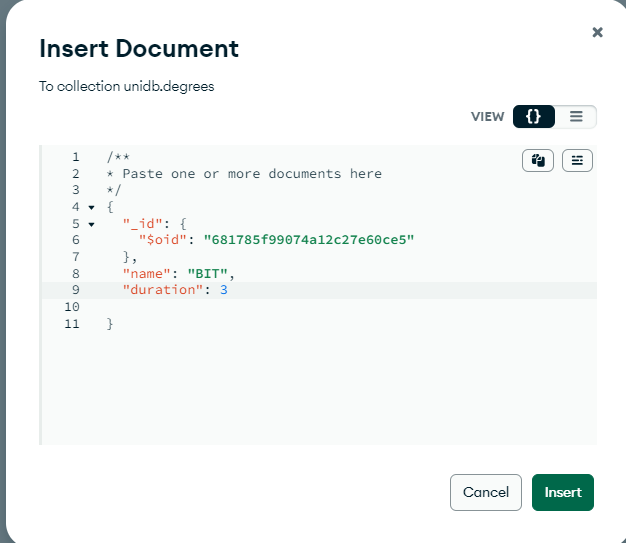 Insert Document
To collection unidb.degrees
VIEW {}
1 /**
2 * Paste one or more documents here
3 */
4 {
5 "_id": {
6 "$oid": "681785f99074a12c27e60ce5"
7 },
8 "name": "BIT",
9 "duration": 3
10
11 }
Cancel Insert